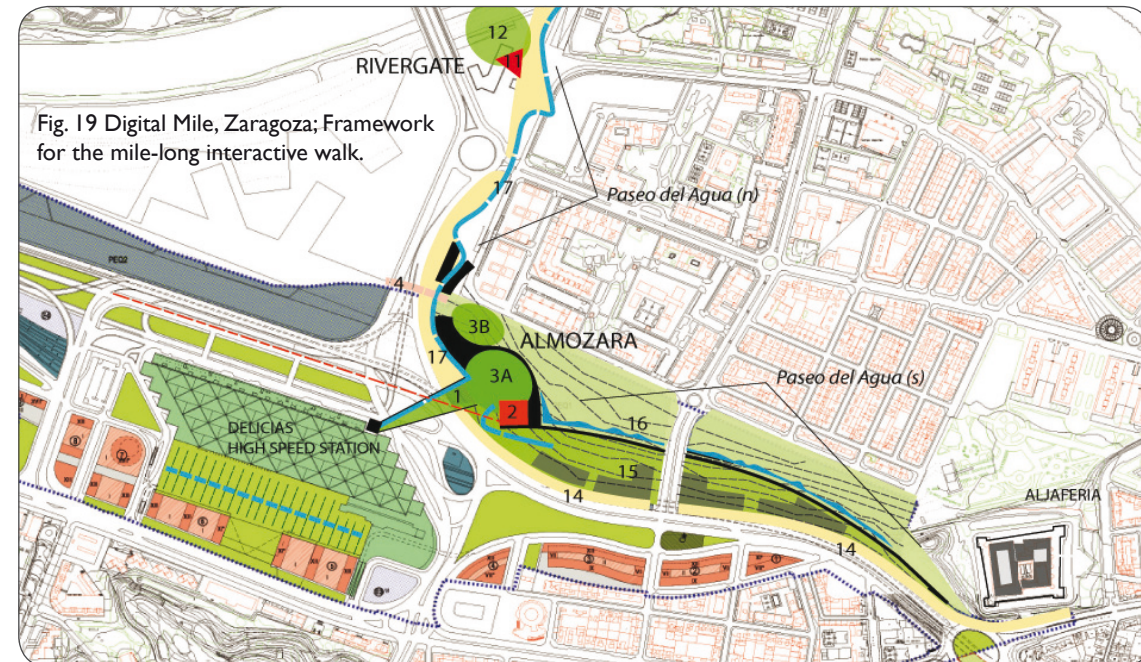 12
11
RIVERGATE
Fig. 19 Digital Mile, Zaragoza; Framework
for the mile-long interactive walk.
17
Paseo del Agua (n)
PEQ2
4
3B
ALMOZARA
17
3A
Paseo del Agua (s)
1
2
16
DELICIAS
HIGH SPEED STATION
15
14
ALJAFERIA
14